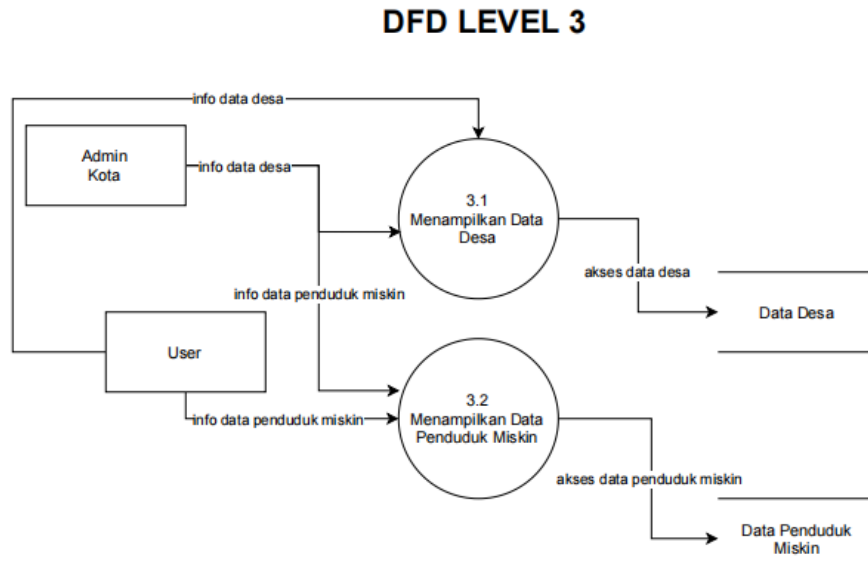 DFD LEVEL 3
info data desa
Admin
Kota
info data desa
3.1
Menampilkan Data
Desa
akses data desa
info data penduduk miskin
Data Desa
User
3.2
Menampilkan Data
Penduduk Miskin
info data penduduk miskin
akses data penduduk miskin
Data Penduduk
Miskin